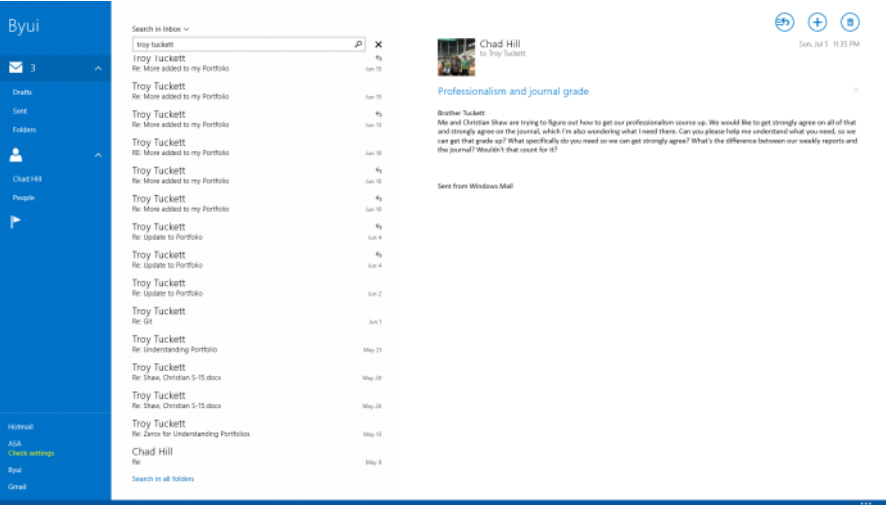 Byui
3
Drafts
Sent
Folders
Chad Hill
People
Hotmail
ASA
Check settings
Byui
Gmail
Search in Inbox
troy tuckett
Troy Tuckett
Re: More added to my Portfolio
Jun 15
Troy Tuckett
Re: More added to my Portfolio
Jun 15
Troy Tuckett
Re: More added to my Portfolio
Jun 10
Troy Tuckett
RE: More added to my Portfolio
Jun 10
Troy Tuckett
Re: More added to my Portfolio
Jun 10
Troy Tuckett
Re: More added to my Portfolio
Jun 10
Troy Tuckett
Re: Update to Portfolio
Jun 4
Troy Tuckett
Re: Update to Portfolio
Jun 4
Troy Tuckett
Re: Update to Portfolio
Jun 2
Troy Tuckett
Re: Git
Jun 1
Troy Tuckett
Re: Understanding Portfolio
May 21
Troy Tuckett
Re: Shaw, Christian 5-15.docx
May 20
Troy Tuckett
Re: Shaw, Christian 5-15.docx
May 20
Troy Tuckett
Re: Zeros for Understanding Portfolios
May 13
Chad Hill
Re:
May 9
Search in all folders
Chad Hill
to Troy Tuckett
Sun, Jul 5 11:33 PM
Professionalism and journal grade
Brother Tuckett
Me and Christian Shaw are trying to figure out how to get our professionalism source up. We would like to get strongly agree on all of that
and strongly agree on the journal, which I'm also wondering what I need there. Can you please help me understand what you need, so we
can get that grade up? What specifically do you need so we can get strongly agree? What's the difference between our weekly reports and
the journal? Wouldn't that count for it?
Sent from Windows Mail